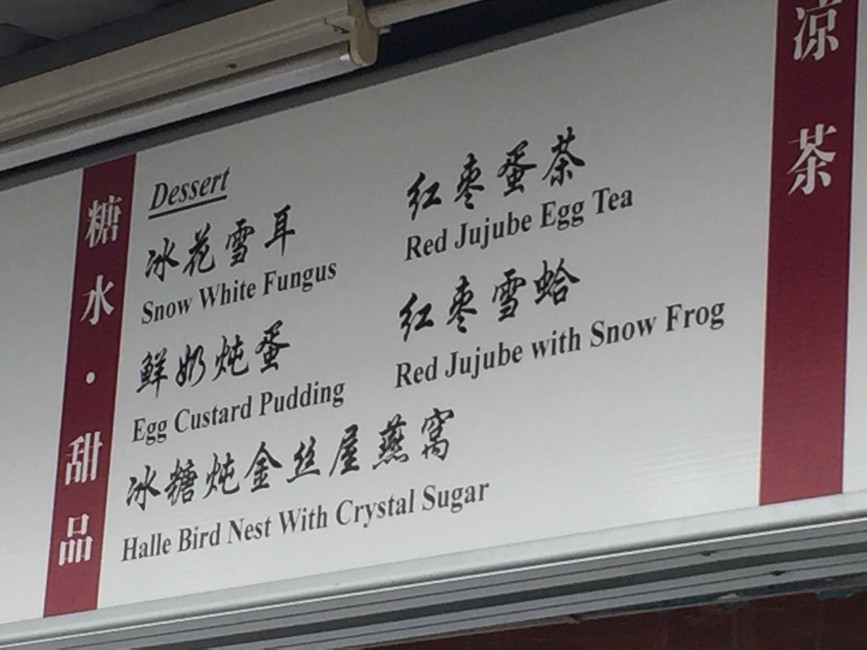 糖水·甜品
Dessert
冰花雪耳
Snow White Fungus
鲜奶炖蛋
Egg Custard Pudding
冰糖炖金丝屋燕窝
Halle Bird Nest With Crystal Sugar
红枣蛋茶
Red Jujube Egg Tea
红枣雪蛤
Red Jujube with Snow Frog
凉茶